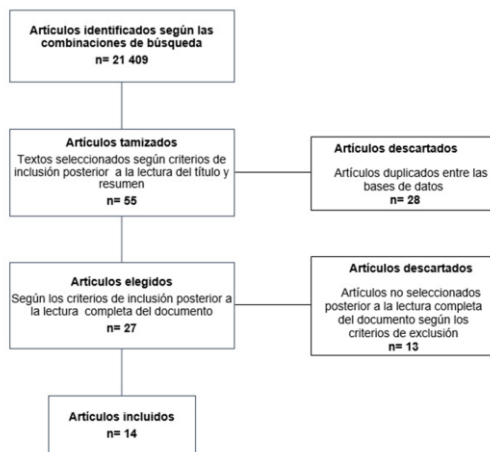 Artículos identificados según las
combinaciones de búsqueda
n= 21 409
Artículos tamizados
Textos seleccionados según criterios de
inclusión posterior a la lectura del título y
resumen
n= 55
Artículos descartados
Artículos duplicados entre las
bases de datos
n= 28
Artículos elegidos
Según los criterios de inclusión posterior a
la lectura completa del documento
n= 27
Artículos descartados
Artículos no seleccionados
posterior a la lectura completa
del documento según los
criterios de exclusión
n= 13
Artículos incluidos
n= 14